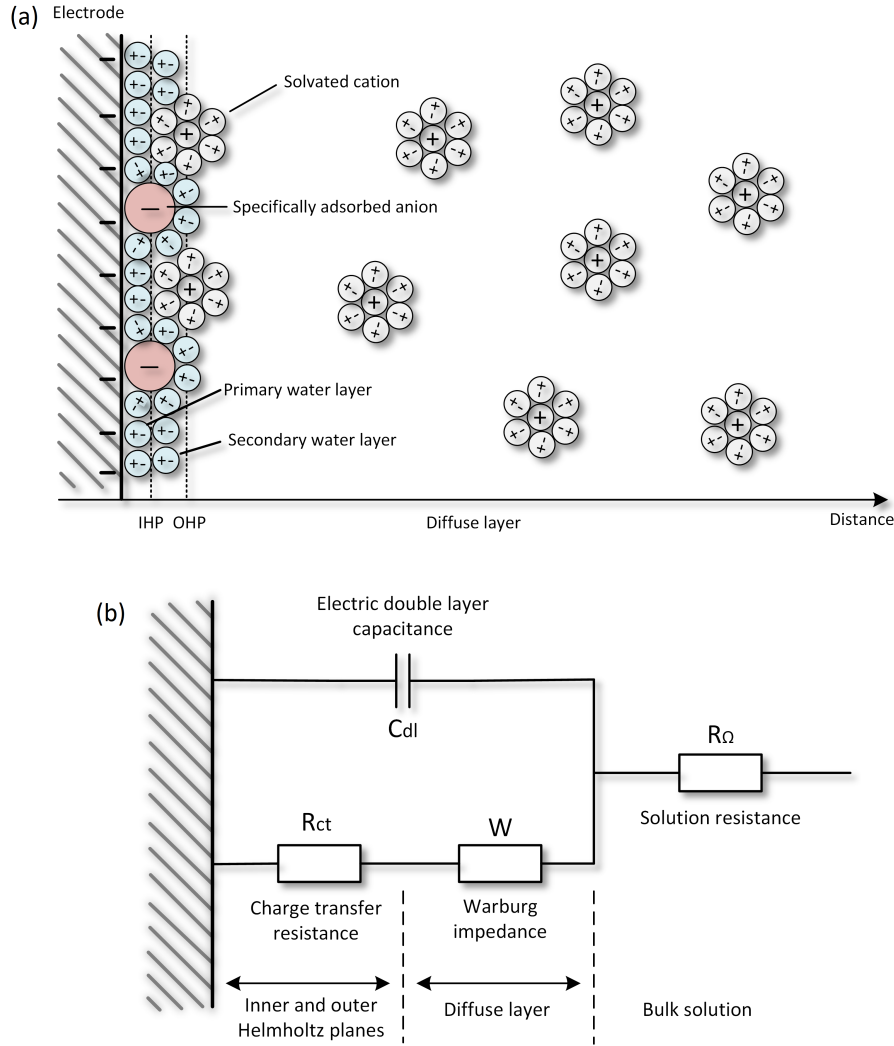 (a)
Electrode
Solvated cation
Specifically adsorbed anion
Primary water layer
Secondary water layer
IHP OHP
Diffuse layer
Distance
(b)
Electric double layer
capacitance
Cdl
RΩ
Solution resistance
Rct
W
Charge transfer
resistance
Warburg
impedance
Inner and outer
Helmholtz planes
Diffuse layer
Bulk solution